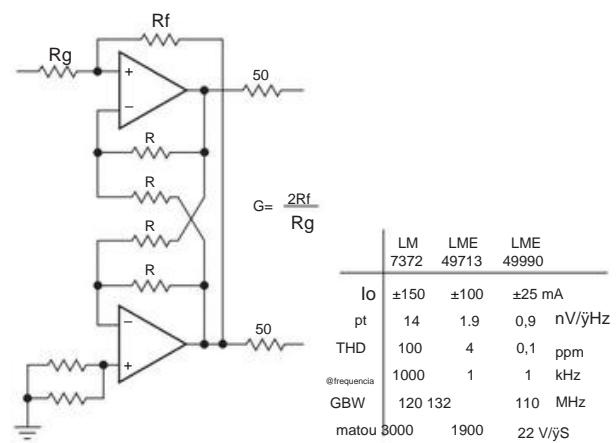 Rf
Rg
+
−
50
R
R
R
R
G= 2Rf
Rg
−
+
50
LM LME LME
7372 49713 49990
Io ±150 ±100 ±25 mA
pt 14 1.9 0,9 nV/ÿHz
THD 100 4 0,1 ppm
@frequencia 1000 1 1 kHz
GBW 120 132 110 MHz
matou 3000 1900 22 V/ÿS